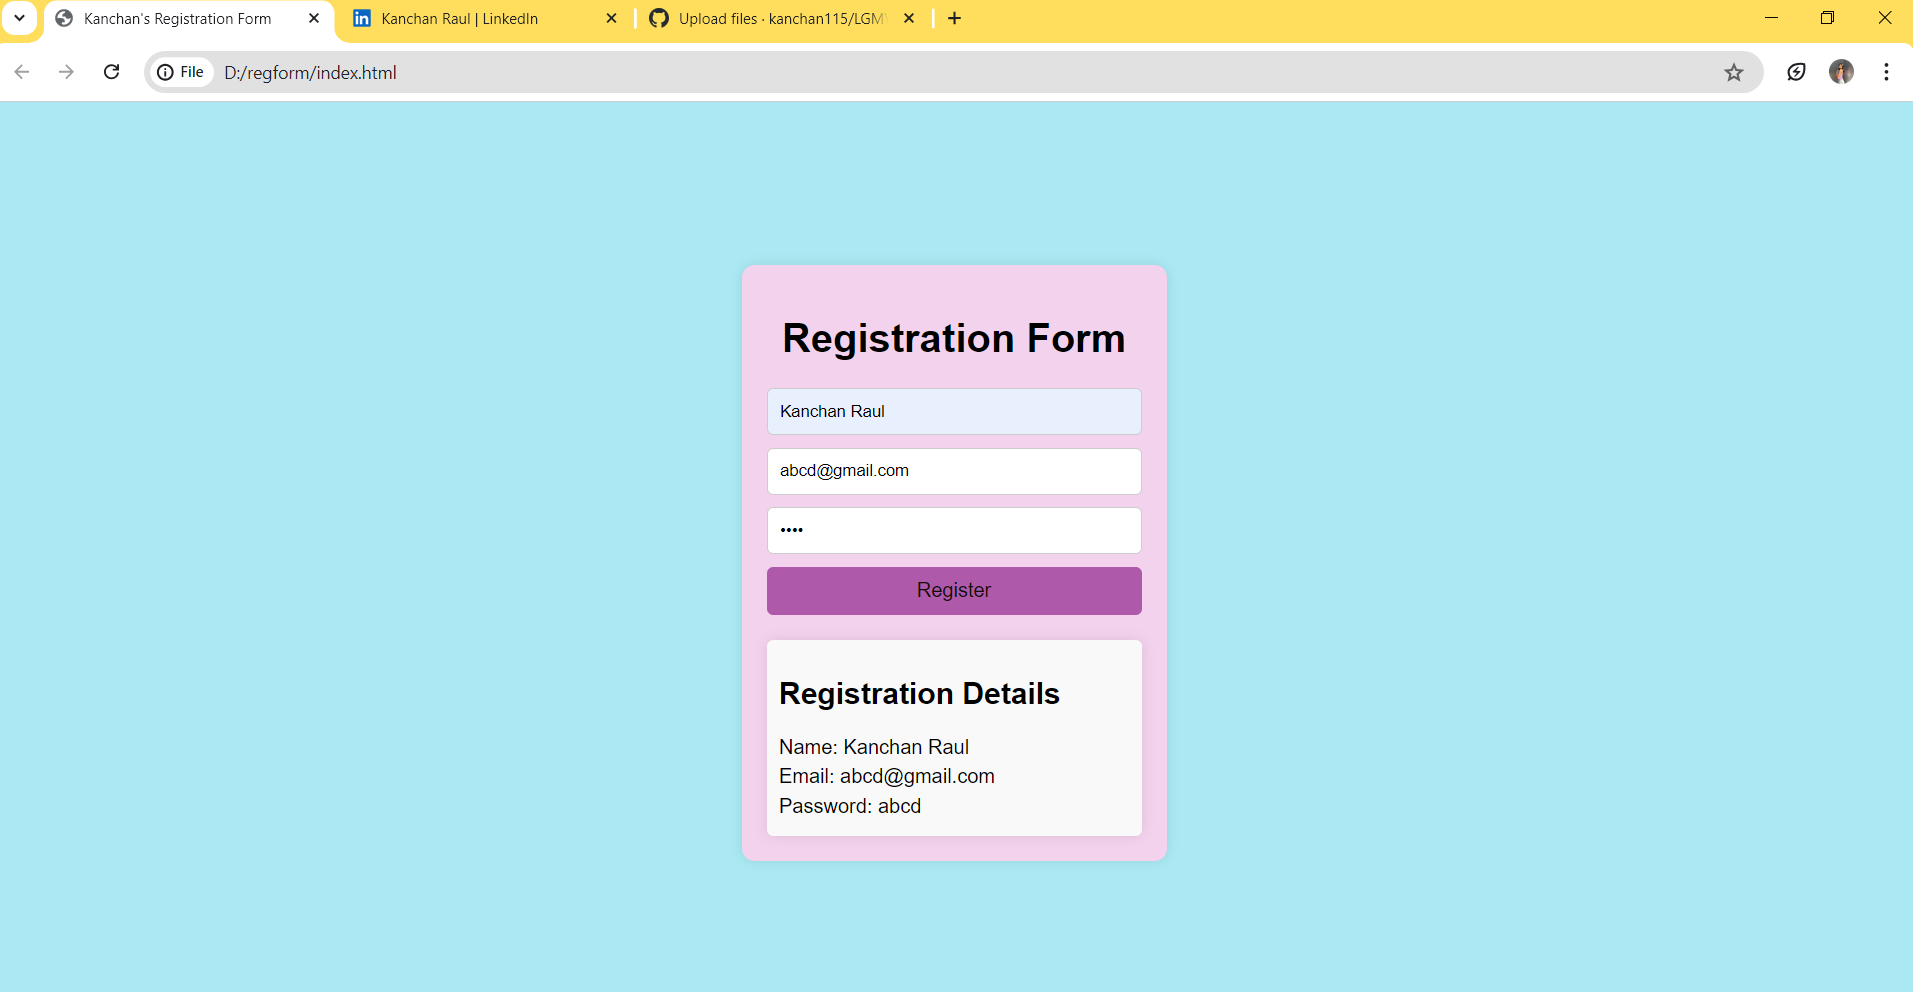 Kanchan's Registration Form
Kanchan Raul | LinkedIn
Upload files · kanchan115/LGM
File
D:/regform/index.html
Registration Form
Kanchan Raul
abcd@gmail.com
••••
Register
Registration Details
Name: Kanchan Raul
Email: abcd@gmail.com
Password: abcd